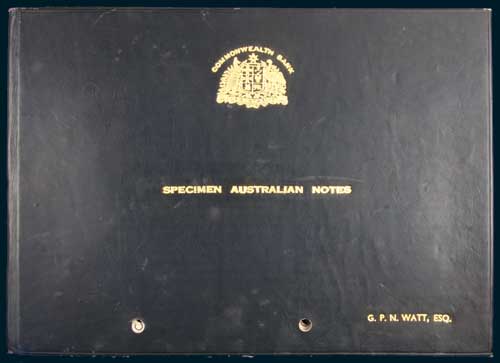 COMMONWEALTH BANK
SPECIMEN AUSTRALIAN NOTES
G. P. N. WATT, ESQ.